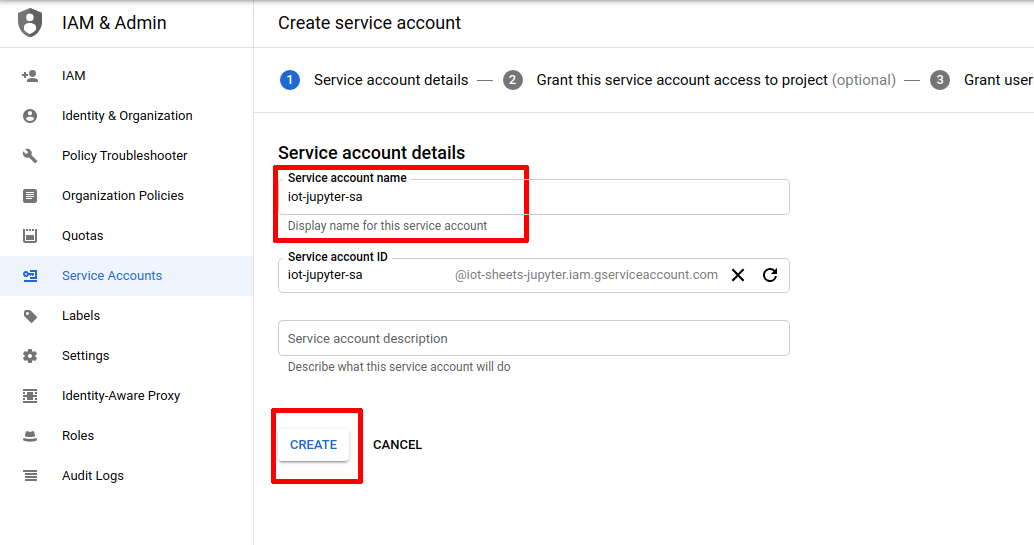 IAM & Admin
Create service account
IAM
Identity & Organization
Policy Troubleshooter
Organization Policies
Quotas
Service Accounts
Labels
Settings
Identity-Aware Proxy
Roles
Audit Logs
1 Service account details — 2 Grant this service account access to project (optional) — 3 Grant user
Service account details
Service account name
iot-jupyter-sa
Display name for this service account
Service account ID
iot-jupyter-sa @iot-sheets-jupyter.iam.gserviceaccount.com
Service account description
Describe what this service account will do
CREATE CANCEL